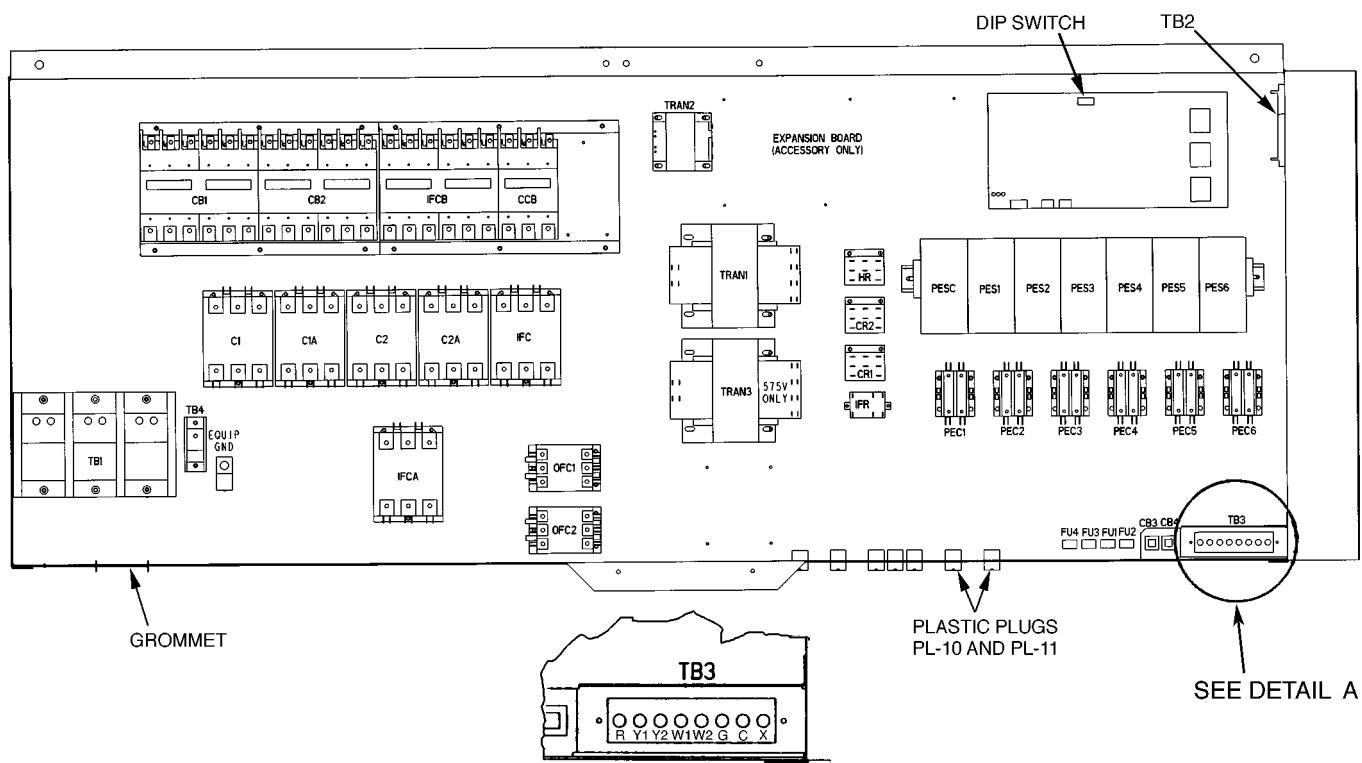 DIP SWITCH
TB2
TRAN2
EXPANSION BOARD
(ACCESSORY ONLY)
CB1
CB2
IFCB
CCB
TRAN1
HR
CR2
CR1
IFR
PESC
PES1
PES2
PES3
PES4
PES5
PES6
C1
C1A
C2
C2A
IFC
TRAN3
575V
ONLY
PEC1
PEC2
PEC3
PEC4
PEC5
PEC6
TB1
TB4
EQUIP
GND
IFCA
OFC1
OFC2
FU4
FU3
FU1
FU2
CB3
CB4
TB3
GROMMET
PLASTIC PLUGS
PL-10 AND PL-11
SEE DETAIL A
TB3
R Y1 Y2 W1 W2 G C X